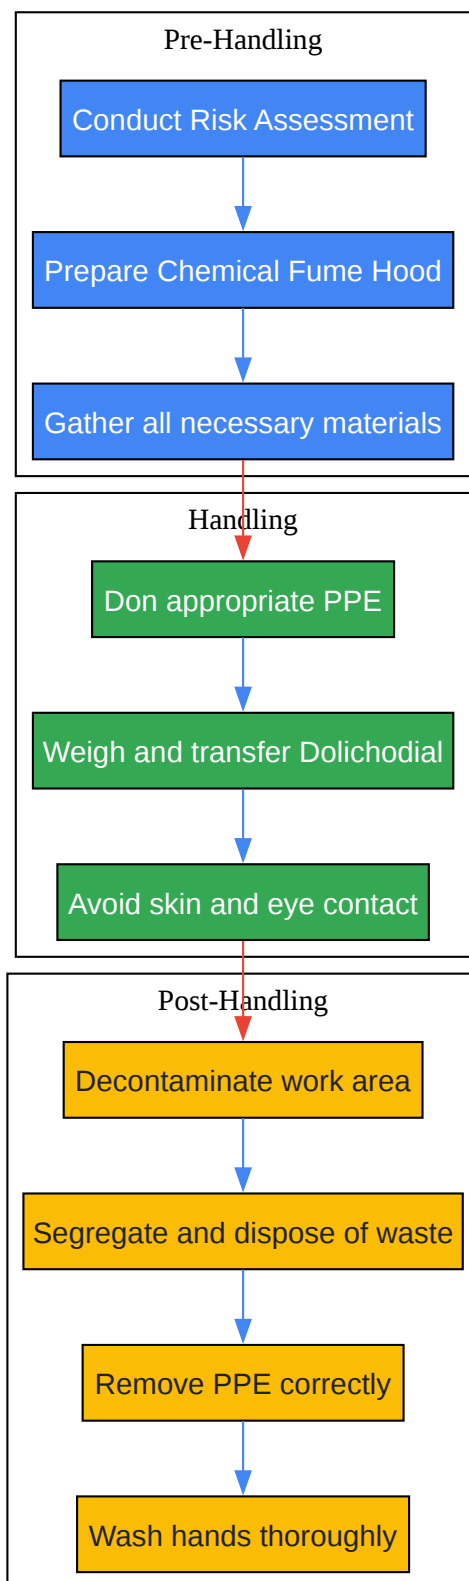 Pre-Handling
Conduct Risk Assessment
Prepare Chemical Fume Hood
Gather all necessary materials
Handling
Don appropriate PPE
Weigh and transfer Dolichodial
Avoid skin and eye contact
Post-Handling
Decontaminate work area
Segregate and dispose of waste
Remove PPE correctly
Wash hands thoroughly